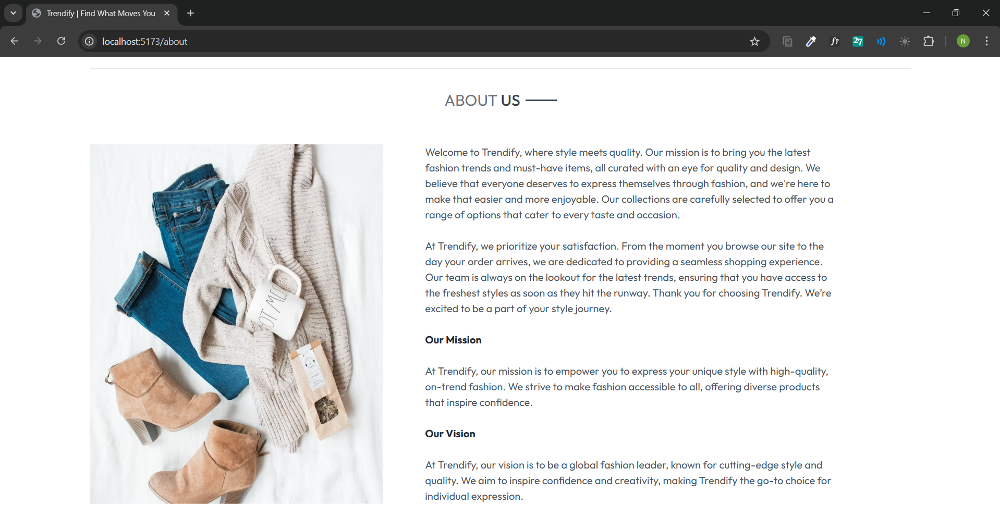 Trendify | Find What Moves You
localhost:5173/about
f?
27
N
ABOUT US
Welcome to Trendify, where style meets quality. Our mission is to bring you the latest
fashion trends and must-have items, all curated with an eye for quality and design. We
believe that everyone deserves to express themselves through fashion, and we're here to
make that easier and more enjoyable. Our collections are carefully selected to offer you a
range of options that cater to every taste and occasion.
At Trendify, we prioritize your satisfaction. From the moment you browse our site to the
day your order arrives, we are dedicated to providing a seamless shopping experience.
Our team is always on the lookout for the latest trends, ensuring that you have access to
the freshest styles as soon as they hit the runway. Thank you for choosing Trendify. We’re
excited to be a part of your style journey.
Our Mission
At Trendify, our mission is to empower you to express your unique style with high-quality,
on-trend fashion. We strive to make fashion accessible to all, offering diverse products
that inspire confidence.
Our Vision
At Trendify, our vision is to be a global fashion leader, known for cutting-edge style and
quality. We aim to inspire confidence and creativity, making Trendify the go-to choice for
individual expression.